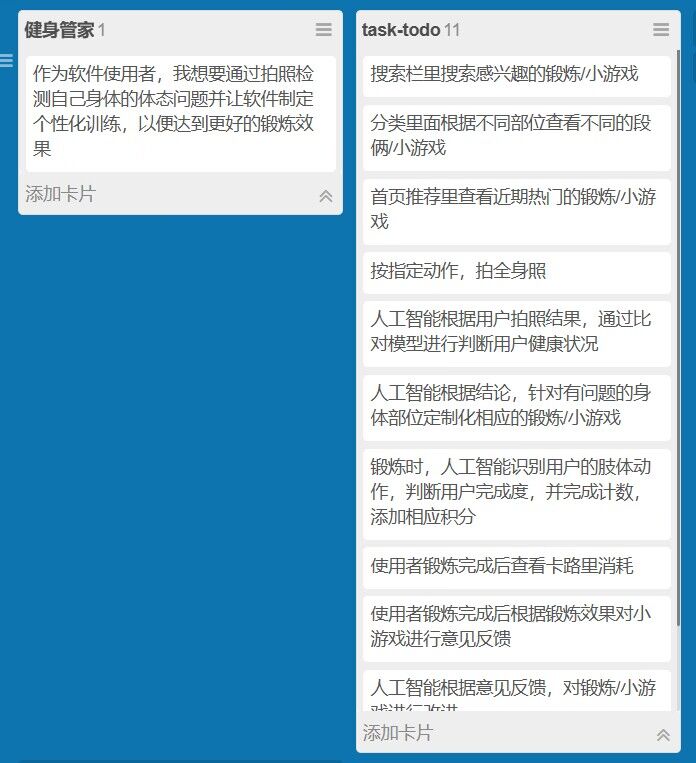 健身管家 1
作为软件使用者，我想要通过拍照检
测自己身体的体态问题并让软件制定
个性化训练，以便达到更好的锻炼效
果
添加卡片
task-todo 11
搜索栏里搜索感兴趣的锻炼/小游戏
分类里面根据不同部位查看不同的段
俩/小游戏
首页推荐里查看近期热门的锻炼/小游
戏
按指定动作，拍全身照
人工智能根据用户拍照结果，通过比
对模型进行判断用户健康状况
人工智能根据结论，针对有问题的身
体部位定制化相应的锻炼/小游戏
锻炼时，人工智能识别用户的肢体动
作，判断用户完成度，并完成计数，
添加相应积分
使用者锻炼完成后查看卡路里消耗
使用者锻炼完成后根据锻炼效果对小
游戏进行意见反馈
人工智能根据意见反馈，对锻炼/小游
戏进行改进
添加卡片